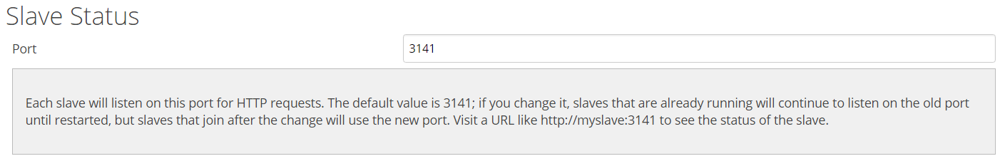 Slave Status
Port
3141
Each slave will listen on this port for HTTP requests. The default value is 3141; if you change it, slaves that are already running will continue to listen on the old port
until restarted, but slaves that join after the change will use the new port. Visit a URL like http://myslave:3141 to see the status of the slave.